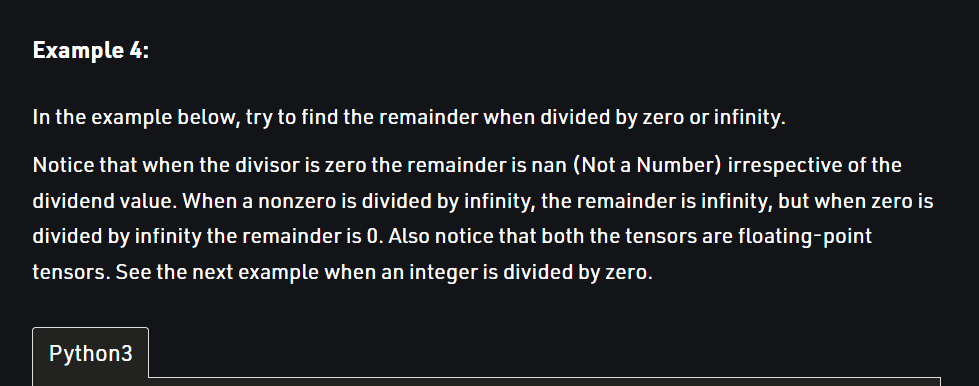 Example 4:
In the example below, try to find the remainder when divided by zero or infinity.
Notice that when the divisor is zero the remainder is nan (Not a Number) irrespective of the
dividend value. When a nonzero is divided by infinity, the remainder is infinity, but when zero is
divided by infinity the remainder is 0. Also notice that both the tensors are floating-point
tensors. See the next example when an integer is divided by zero.
Python3